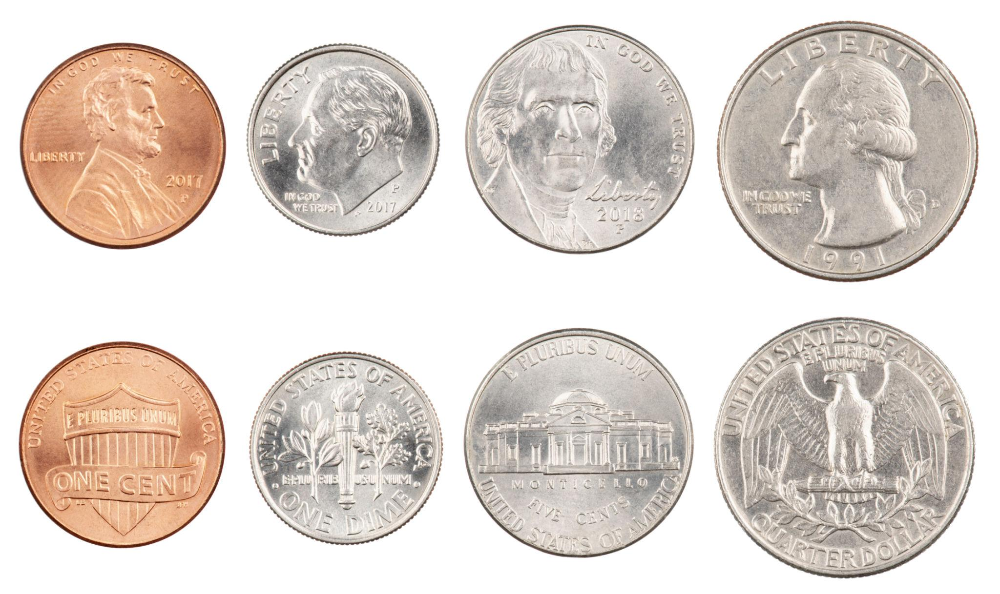 IN GOD WE TRUST
LIBERTY
2017
P
LIBERTY
IN GOD
WE TRUST
P
2017
IN GOD WE TRUST
Liberty
2018
P
LIBERTY
IN GOD WE
TRUST
D
1991
UNITED STATES OF AMERICA
E PLURIBUS UNUM
ONE CENT
LB
JFM
UNITED STATES OF AMERICA
E PLURIBUS UNUM
ONE DIME
E PLURIBUS UNUM
MONTICELLO
FIVE CENTS
UNITED STATES OF AMERICA
UNITED STATES OF AMERICA
E PLURIBUS
UNUM
QUARTER DOLLAR